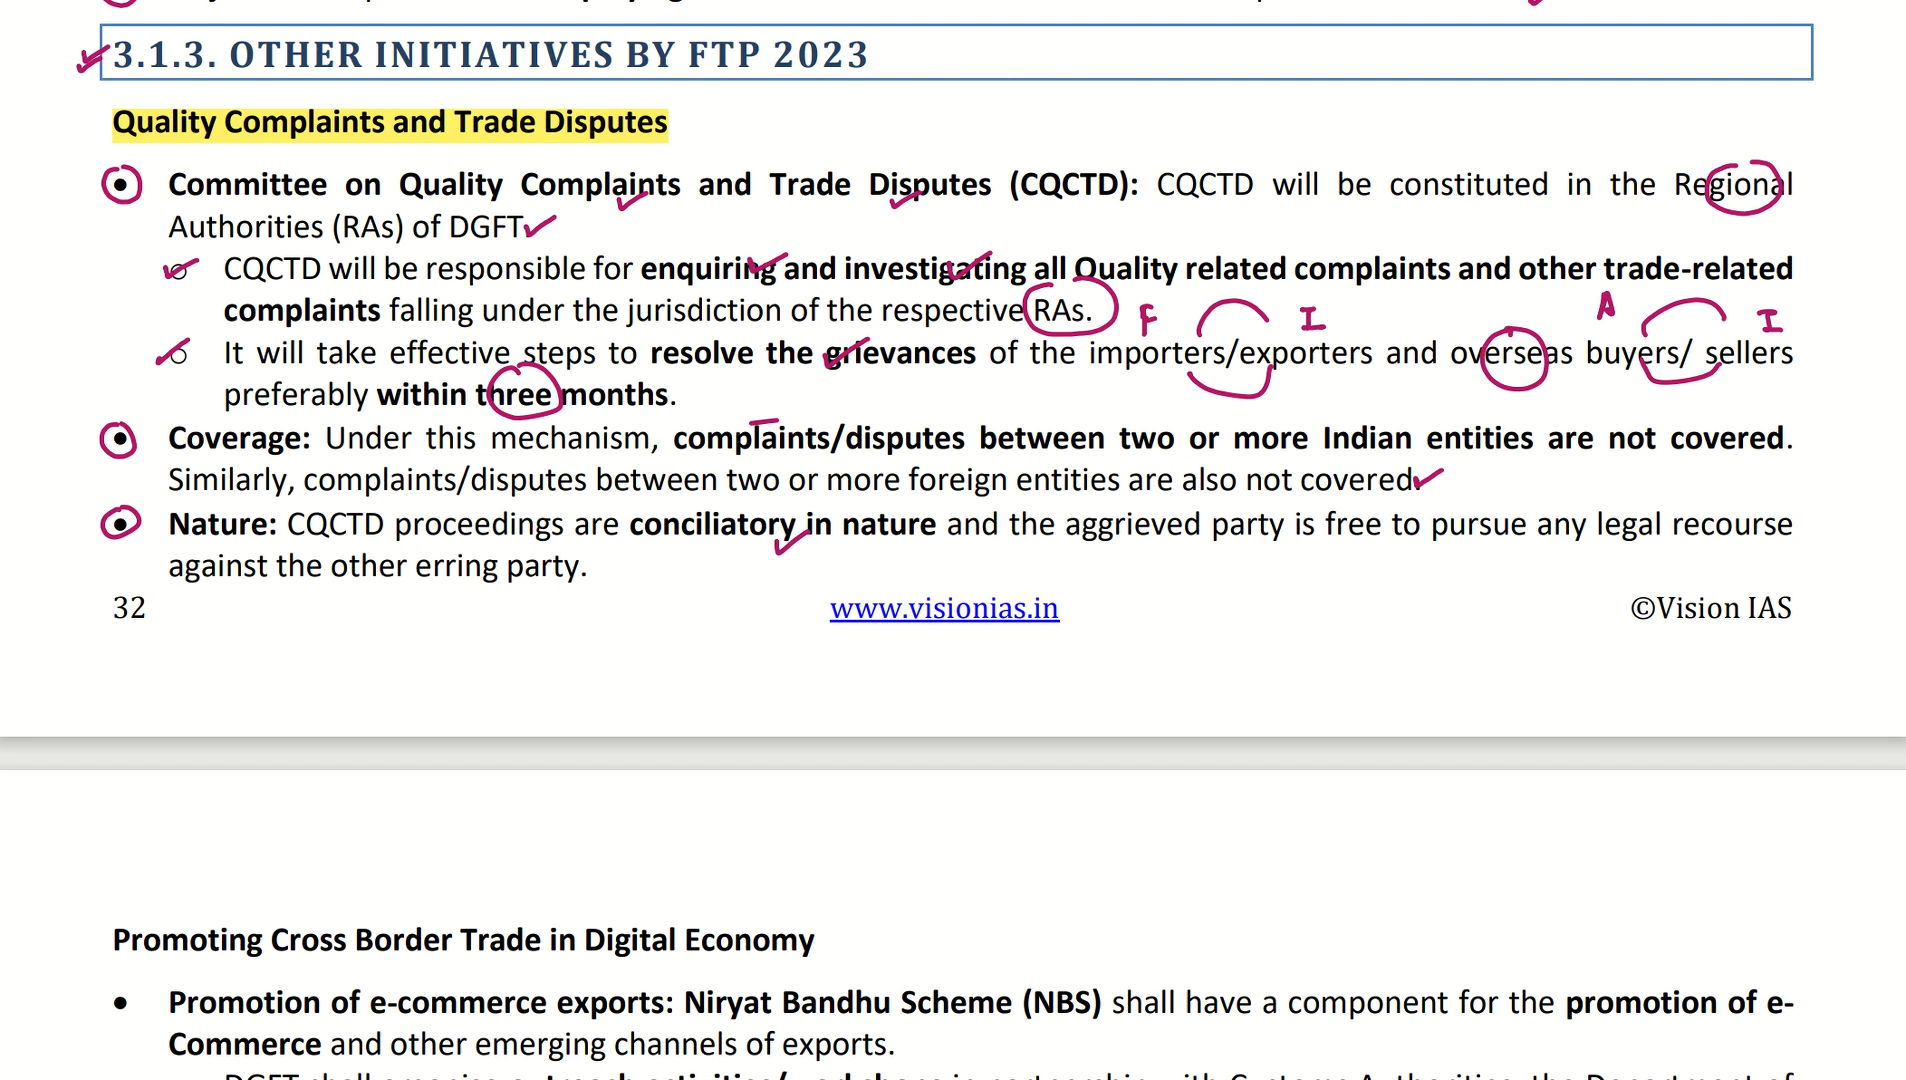 3.1.3. OTHER INITIATIVES BY FTP 2023
Quality Complaints and Trade Disputes
• Committee on Quality Complaints and Trade Disputes (CQCTD): CQCTD will be constituted in the Regional
Authorities (RAs) of DGFT
o CQCTD will be responsible for enquiring and investigating all Quality related complaints and other trade-related
complaints falling under the jurisdiction of the respective RAs.
F I A I
o It will take effective steps to resolve the grievances of the importers/exporters and overseas buyers/ sellers
preferably within three months.
• Coverage: Under this mechanism, complaints/disputes between two or more Indian entities are not covered.
Similarly, complaints/disputes between two or more foreign entities are also not covered.
• Nature: CQCTD proceedings are conciliatory in nature and the aggrieved party is free to pursue any legal recourse
against the other erring party.
32 www.visionias.in ©Vision IAS
Promoting Cross Border Trade in Digital Economy
• Promotion of e-commerce exports: Niryat Bandhu Scheme (NBS) shall have a component for the promotion of e-
Commerce and other emerging channels of exports.